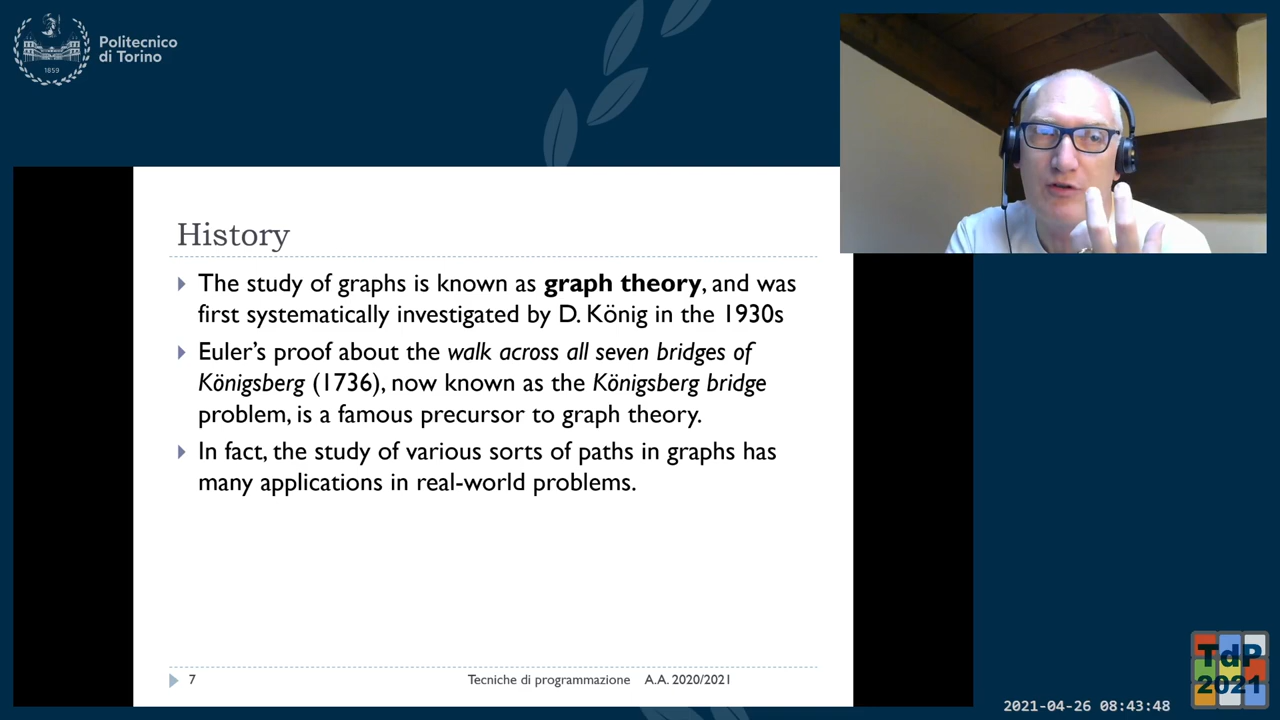 Politecnico
di Torino
1859
History
The study of graphs is known as graph theory, and was
first systematically investigated by D. König in the 1930s
Euler's proof about the walk across all seven bridges of
Königsberg (1736), now known as the Königsberg bridge
problem, is a famous precursor to graph theory.
In fact, the study of various sorts of paths in graphs has
many applications in real-world problems.
7
Tecniche di programmazione A.A. 2020/2021
TdP
2021
2021-04-26 08:43:48